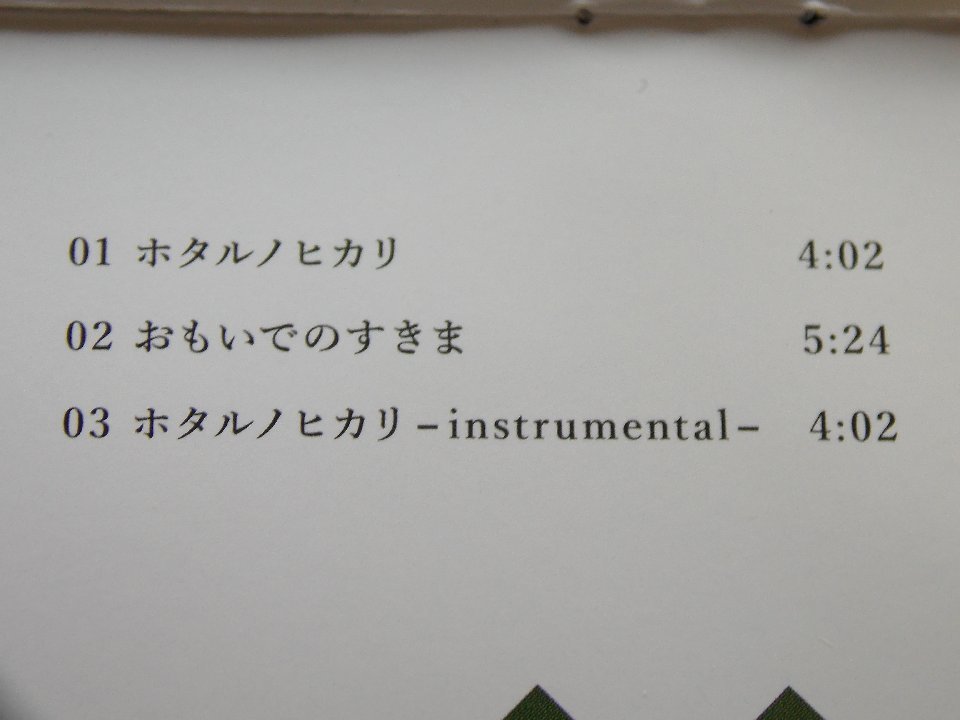 01 ホタルノヒカリ 4:02
02 おもいでのすきま 5:24
03 ホタルノヒカリ－instrumental－ 4:02